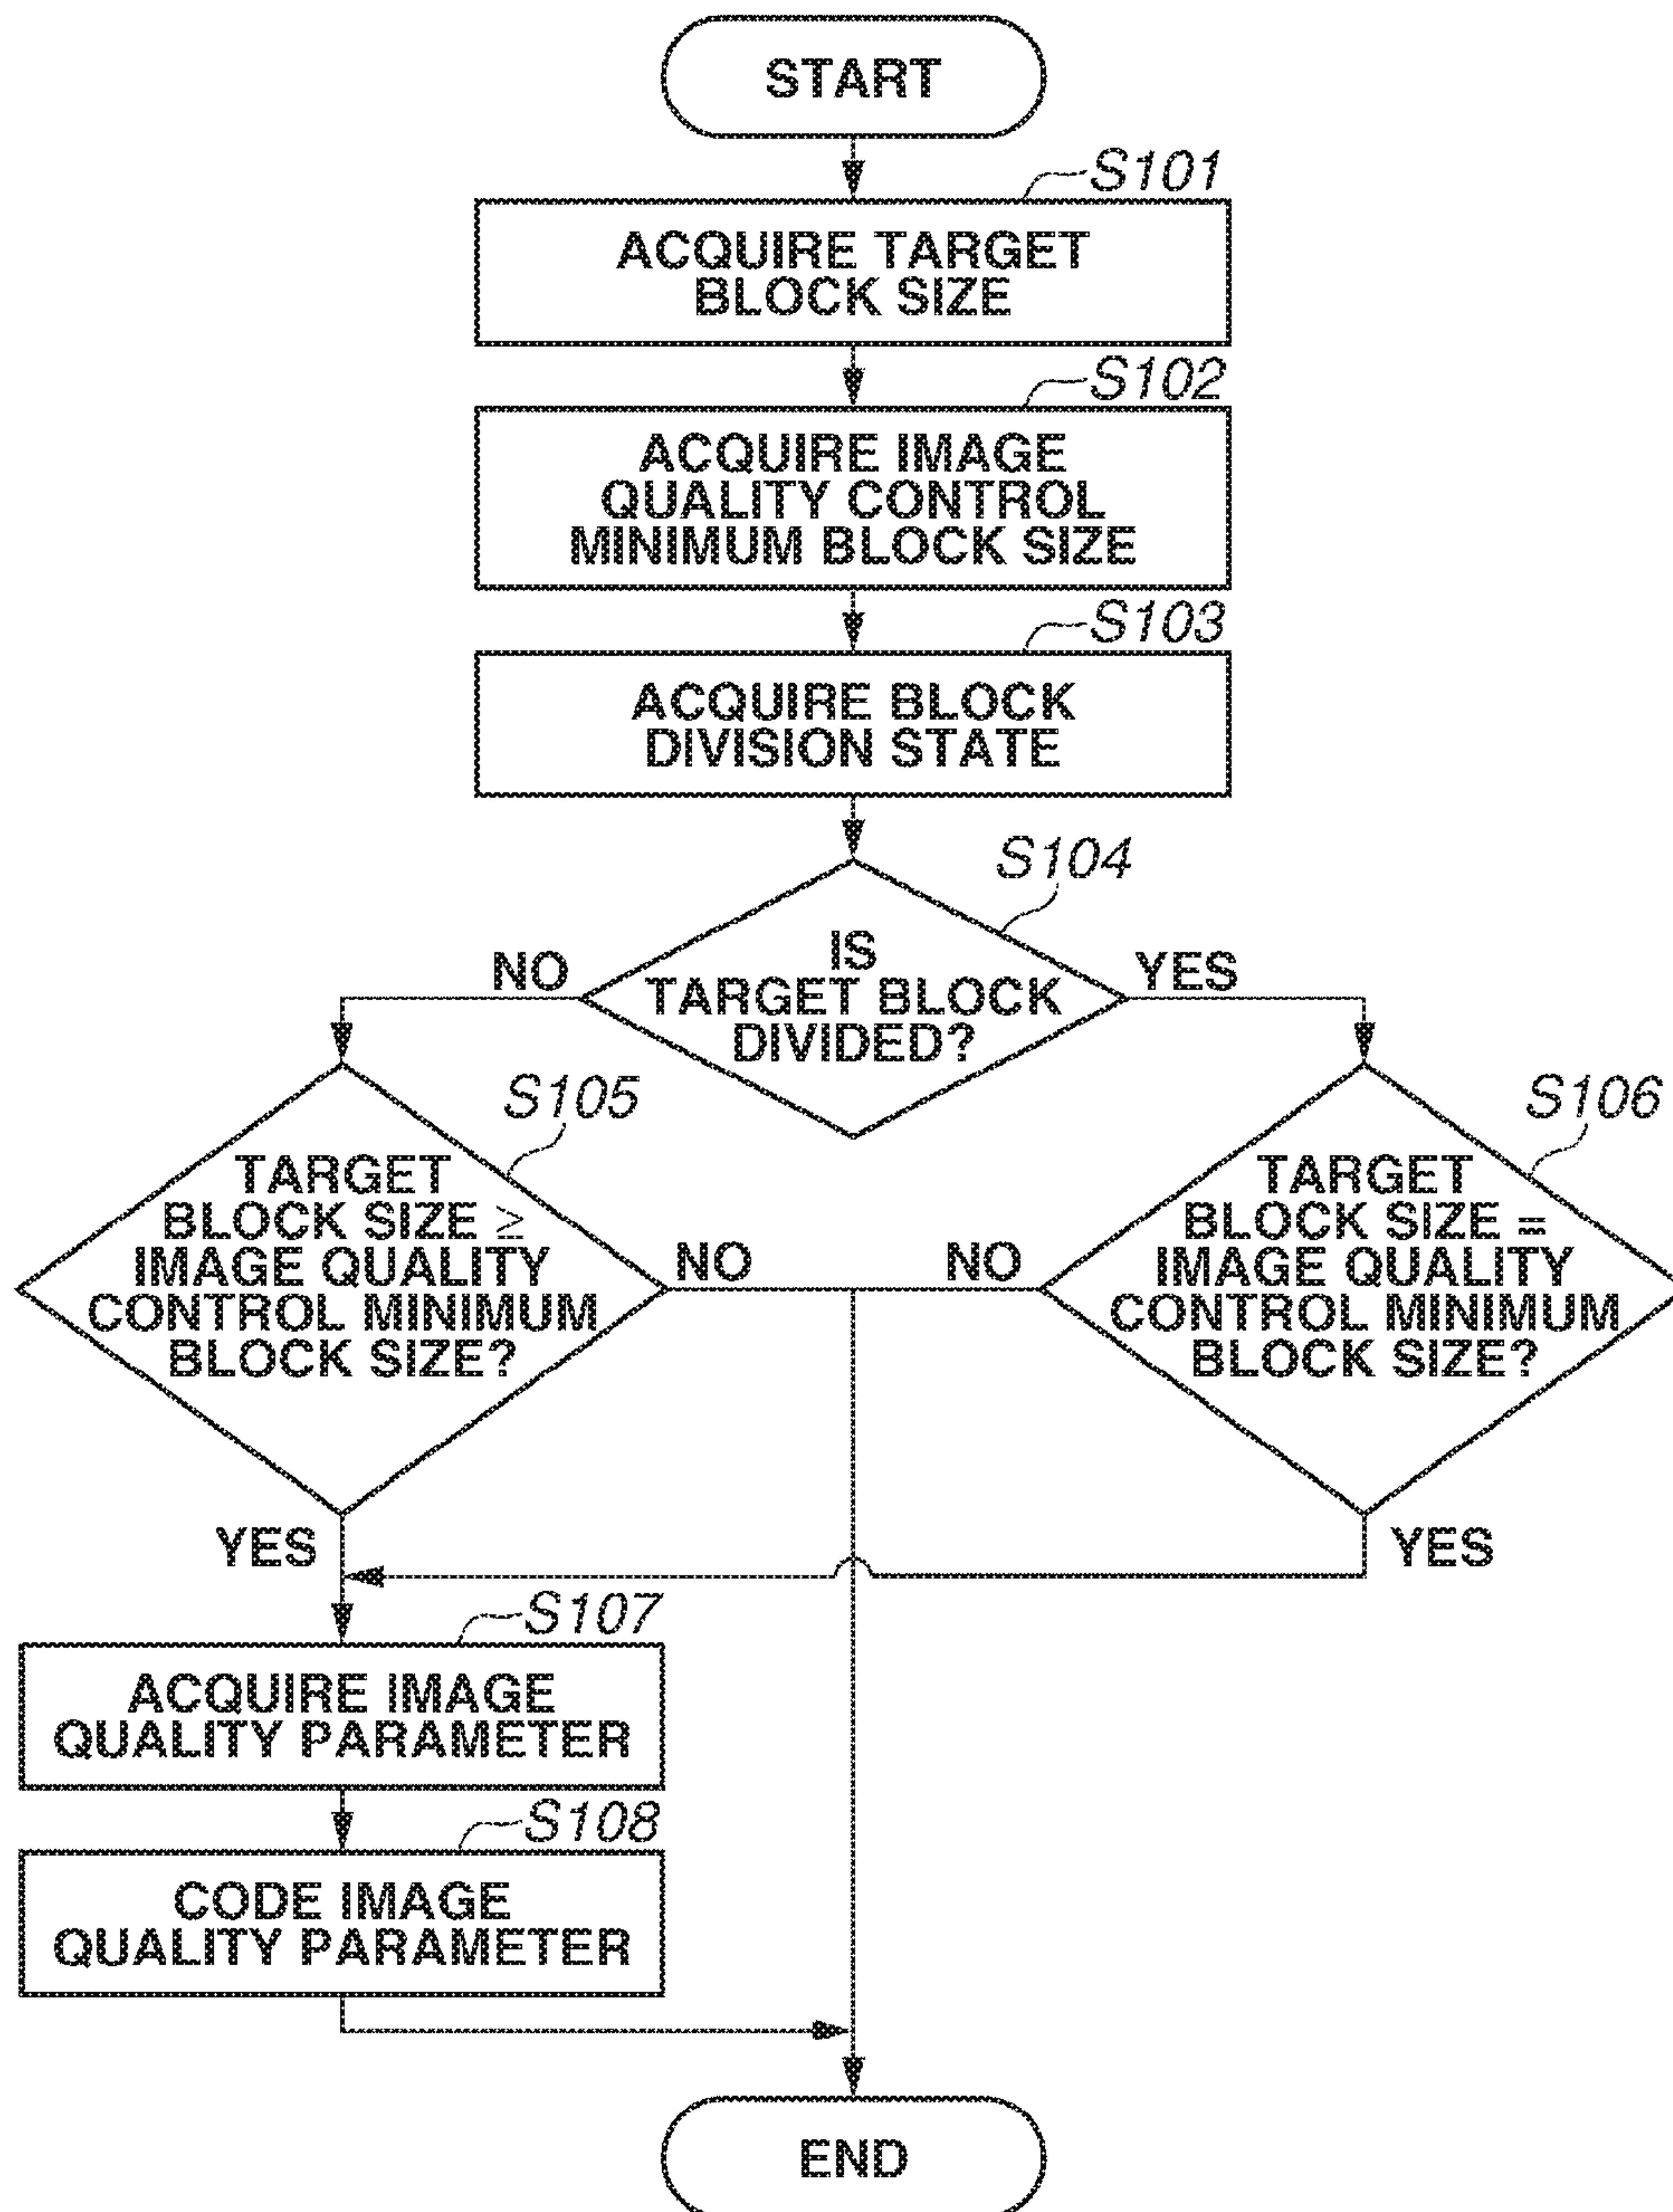 START
S101
ACQUIRE TARGET
BLOCK SIZE
S102
ACQUIRE IMAGE
QUALITY CONTROL
MINIMUM BLOCK SIZE
S103
ACQUIRE BLOCK
DIVISION STATE
S104
IS
TARGET BLOCK
DIVIDED?
NO
YES
S105
TARGET
BLOCK SIZE ≥
IMAGE QUALITY
CONTROL MINIMUM
BLOCK SIZE?
NO
YES
S106
TARGET
BLOCK SIZE =
IMAGE QUALITY
CONTROL MINIMUM
BLOCK SIZE?
NO
YES
S107
ACQUIRE IMAGE
QUALITY PARAMETER
S108
CODE IMAGE
QUALITY PARAMETER
END